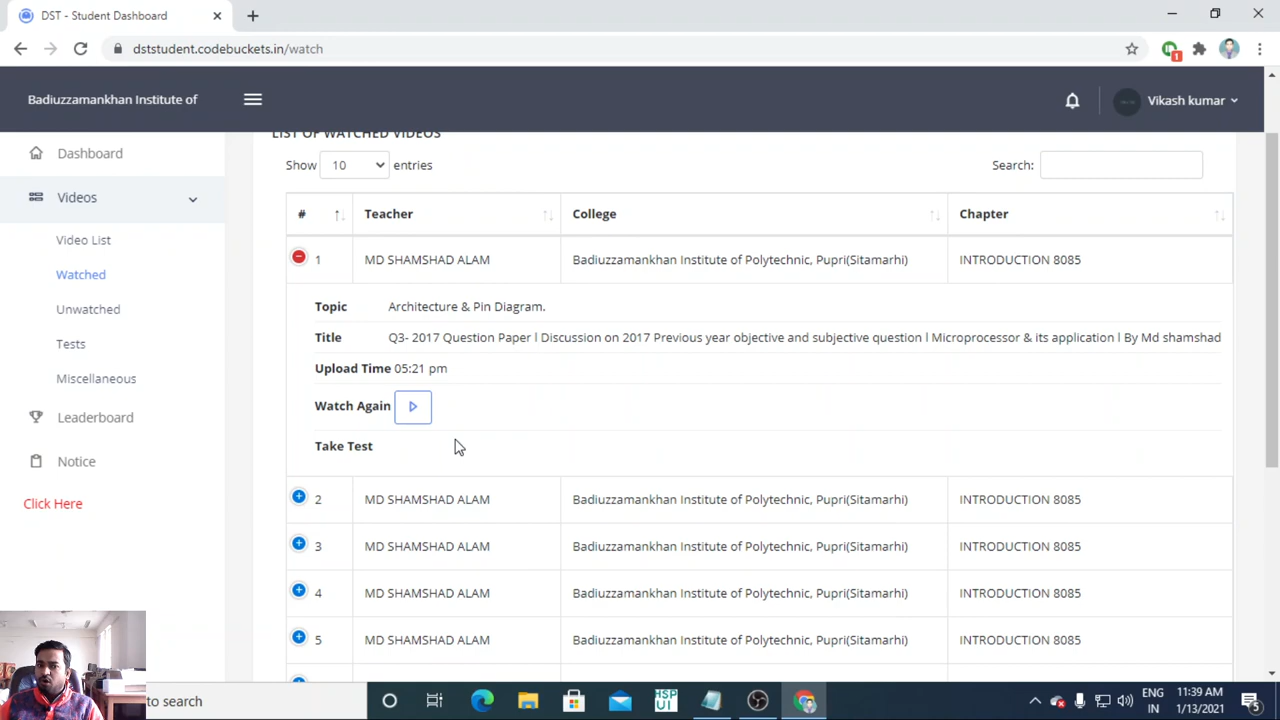 DST - Student Dashboard
dststudent.codebuckets.in/watch
1
Badiuzzamankhan Institute of
Vikash kumar
Dashboard
Videos
Video List
Watched
Unwatched
Tests
Miscellaneous
Leaderboard
Notice
Click Here
LIST OF WATCHED VIDEOS
Show 10 entries
Search:
# Teacher College Chapter
1 MD SHAMSHAD ALAM Badiuzzamankhan Institute of Polytechnic, Pupri(Sitamarhi) INTRODUCTION 8085
Topic Architecture & Pin Diagram.
Title Q3- 2017 Question Paper l Discussion on 2017 Previous year objective and subjective question l Microprocessor & its application l By Md shamshad
Upload Time 05:21 pm
Watch Again
Take Test
2 MD SHAMSHAD ALAM Badiuzzamankhan Institute of Polytechnic, Pupri(Sitamarhi) INTRODUCTION 8085
3 MD SHAMSHAD ALAM Badiuzzamankhan Institute of Polytechnic, Pupri(Sitamarhi) INTRODUCTION 8085
4 MD SHAMSHAD ALAM Badiuzzamankhan Institute of Polytechnic, Pupri(Sitamarhi) INTRODUCTION 8085
5 MD SHAMSHAD ALAM Badiuzzamankhan Institute of Polytechnic, Pupri(Sitamarhi) INTRODUCTION 8085
to search
HSP
UI
ENG
IN
11:39 AM
1/13/2021
5